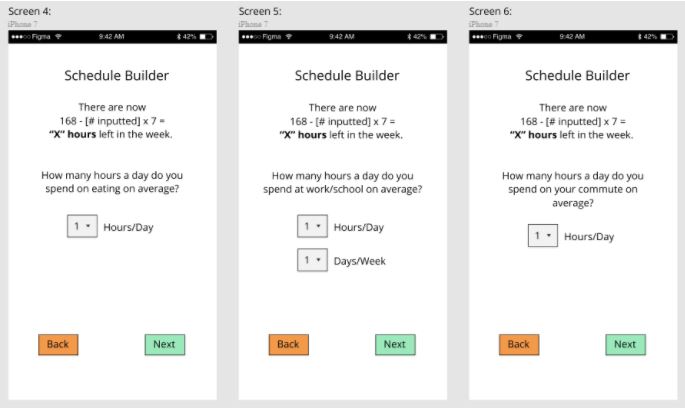 Screen 4:
iPhone 7
Figma 9:42 AM 42%
Schedule Builder
There are now
168 - [# inputted] x 7 =
“X” hours left in the week.
How many hours a day do you
spend on eating on average?
1 Hours/Day
Back Next
Screen 5:
iPhone 7
Figma 9:42 AM 42%
Schedule Builder
There are now
168 - [# inputted] x 7 =
“X” hours left in the week.
How many hours a day do you
spend at work/school on average?
1 Hours/Day
1 Days/Week
Back Next
Screen 6:
iPhone 7
Figma 9:42 AM 42%
Schedule Builder
There are now
168 - [# inputted] x 7 =
“X” hours left in the week.
How many hours a day do you
spend on your commute on
average?
1 Hours/Day
Back Next